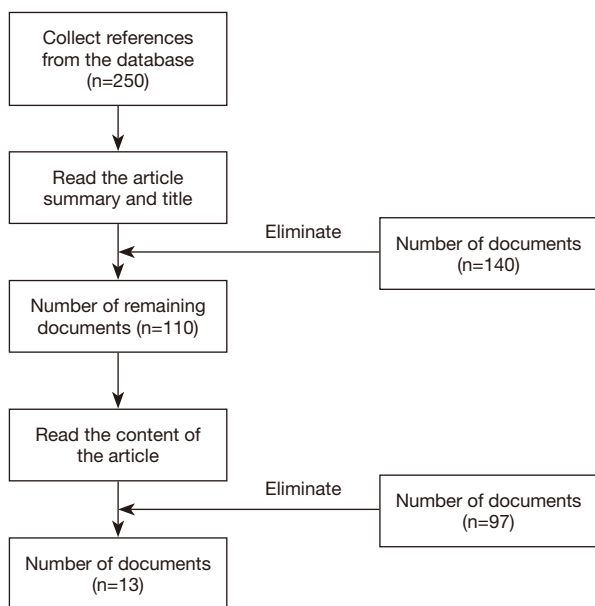 Collect references
from the database
(n=250)
Read the article
summary and title
Eliminate
Number of documents
(n=140)
Number of remaining
documents (n=110)
Read the content of
the article
Eliminate
Number of documents
(n=97)
Number of documents
(n=13)